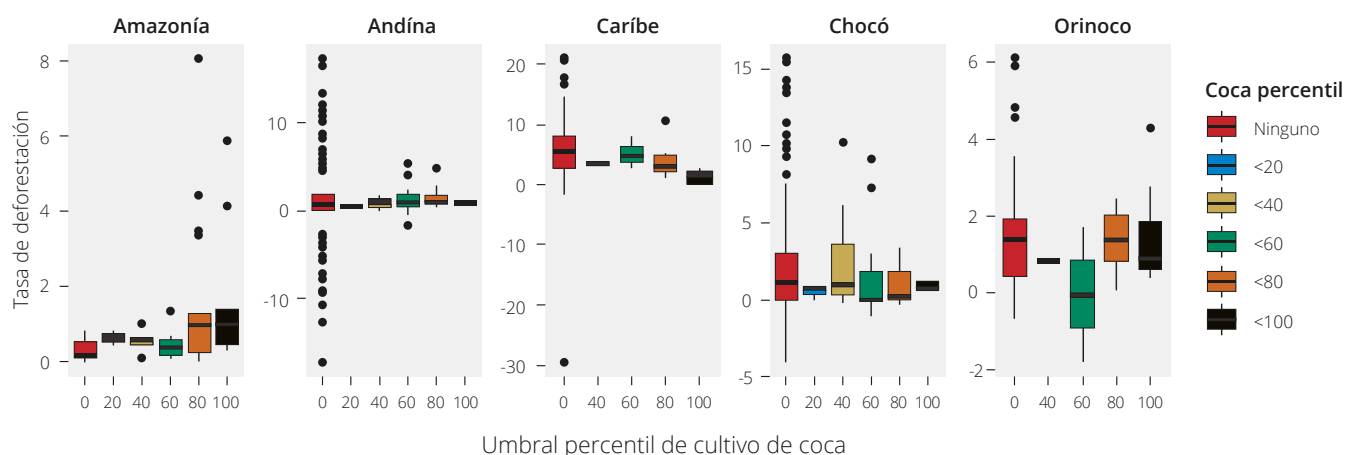 Amazonía
Andína
Caríbe
Chocó
Orinoco
Tasa de deforestación
8
6
4
2
0
0 20 40 60 80 100
10
0
-10
0 20 40 60 80 100
20
10
0
-10
-20
-30
0 40 60 80 100
15
10
5
0
-5
0 20 40 60 80 100
6
4
2
0
-2
0 40 60 80 100
Umbral percentil de cultivo de coca
Coca percentil
Ninguno
<20
<40
<60
<80
<100